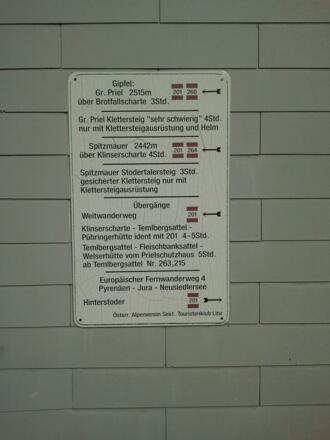 Gipfel:
Gr. Priel 2515m 201 260
über Brotfallscharte 3Std.
Gr. Priel Klettersteig "sehr schwierig" 4Std.
nur mit Klettersteigausrüstung und Helm
Spitzmauer 2442m
über Klinserscharte 4Std. 201 264
Spitzmauer Stodertalersteig 3Std.
gesicherter Klettersteig nur mit
Klettersteigausrüstung
Übergänge
Weitwanderweg 201
Klinserscharte - Temlbergsattel -
Pühringerhütte ident mit 201 4-5Std.
Temlbergsattel - Fleischbanksattel -
Welserhütte vom Prielschutzhaus 5Std.
ab Temlbergsattel Nr. 263,215
Europäischer Fernwanderweg 4
Pyrenäen - Jura - Neusiedlersee
Hinterstoder 201
Österr. Alpenverein Sekt. Touristenklub Linz